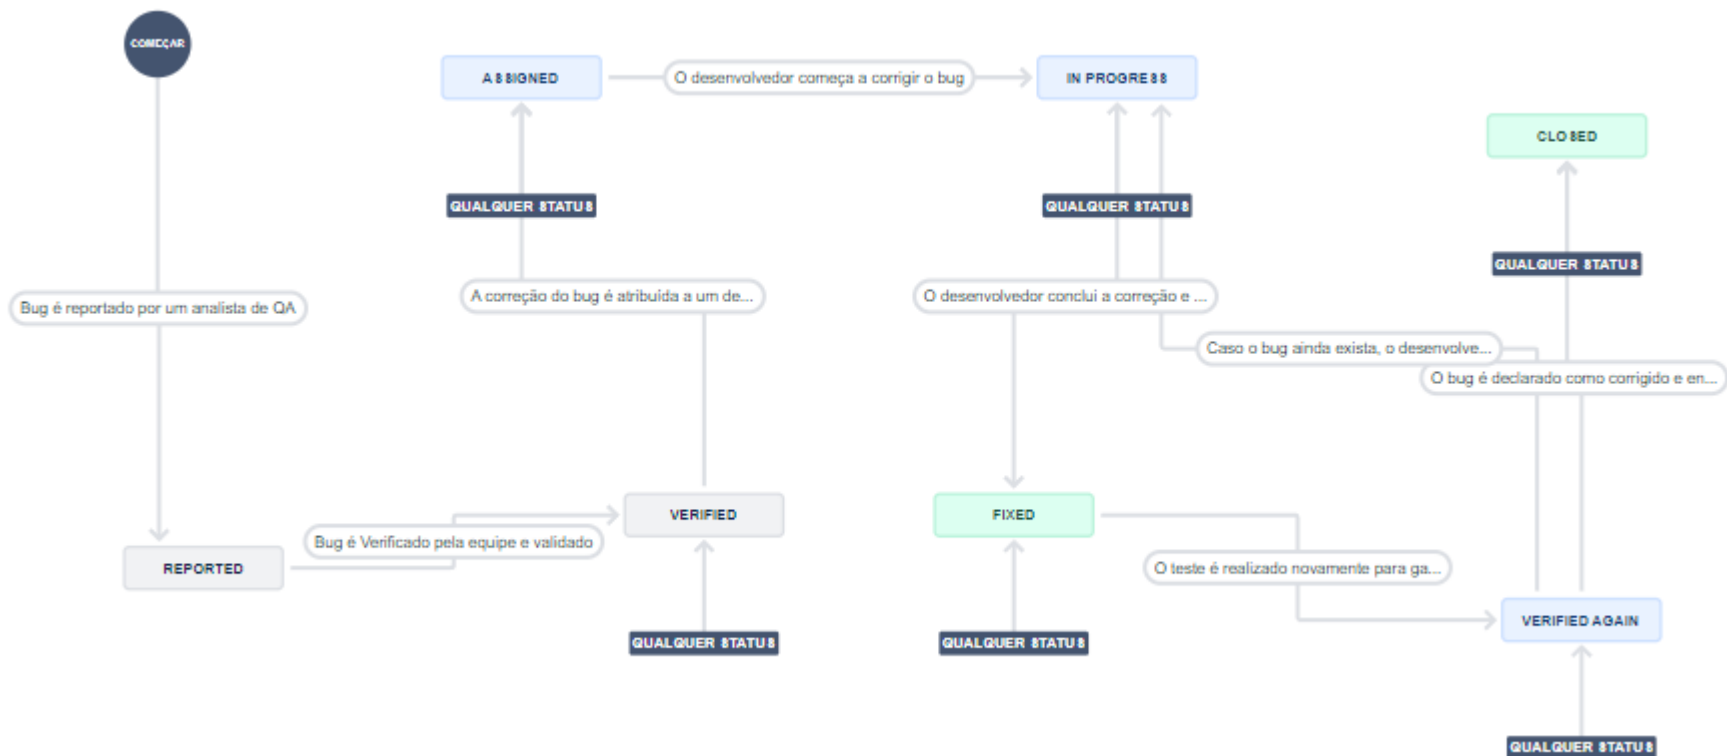 COMEÇAR
ASSIGNED
O desenvolvedor começa a corrigir o bug
IN PROGRESS
CLOSED
QUALQUER STATUS
QUALQUER STATUS
QUALQUER STATUS
Bug é reportado por um analista de QA
A correção do bug é atribuída a um de...
O desenvolvedor conclui a correção e ...
Caso o bug ainda exista, o desenvolve...
O bug é declarado como corrigido e en...
VERIFIED
FIXED
Bug é Verificado pela equipe e validado
REPORTED
O teste é realizado novamente para ga...
VERIFIED AGAIN
QUALQUER STATUS
QUALQUER STATUS
QUALQUER STATUS